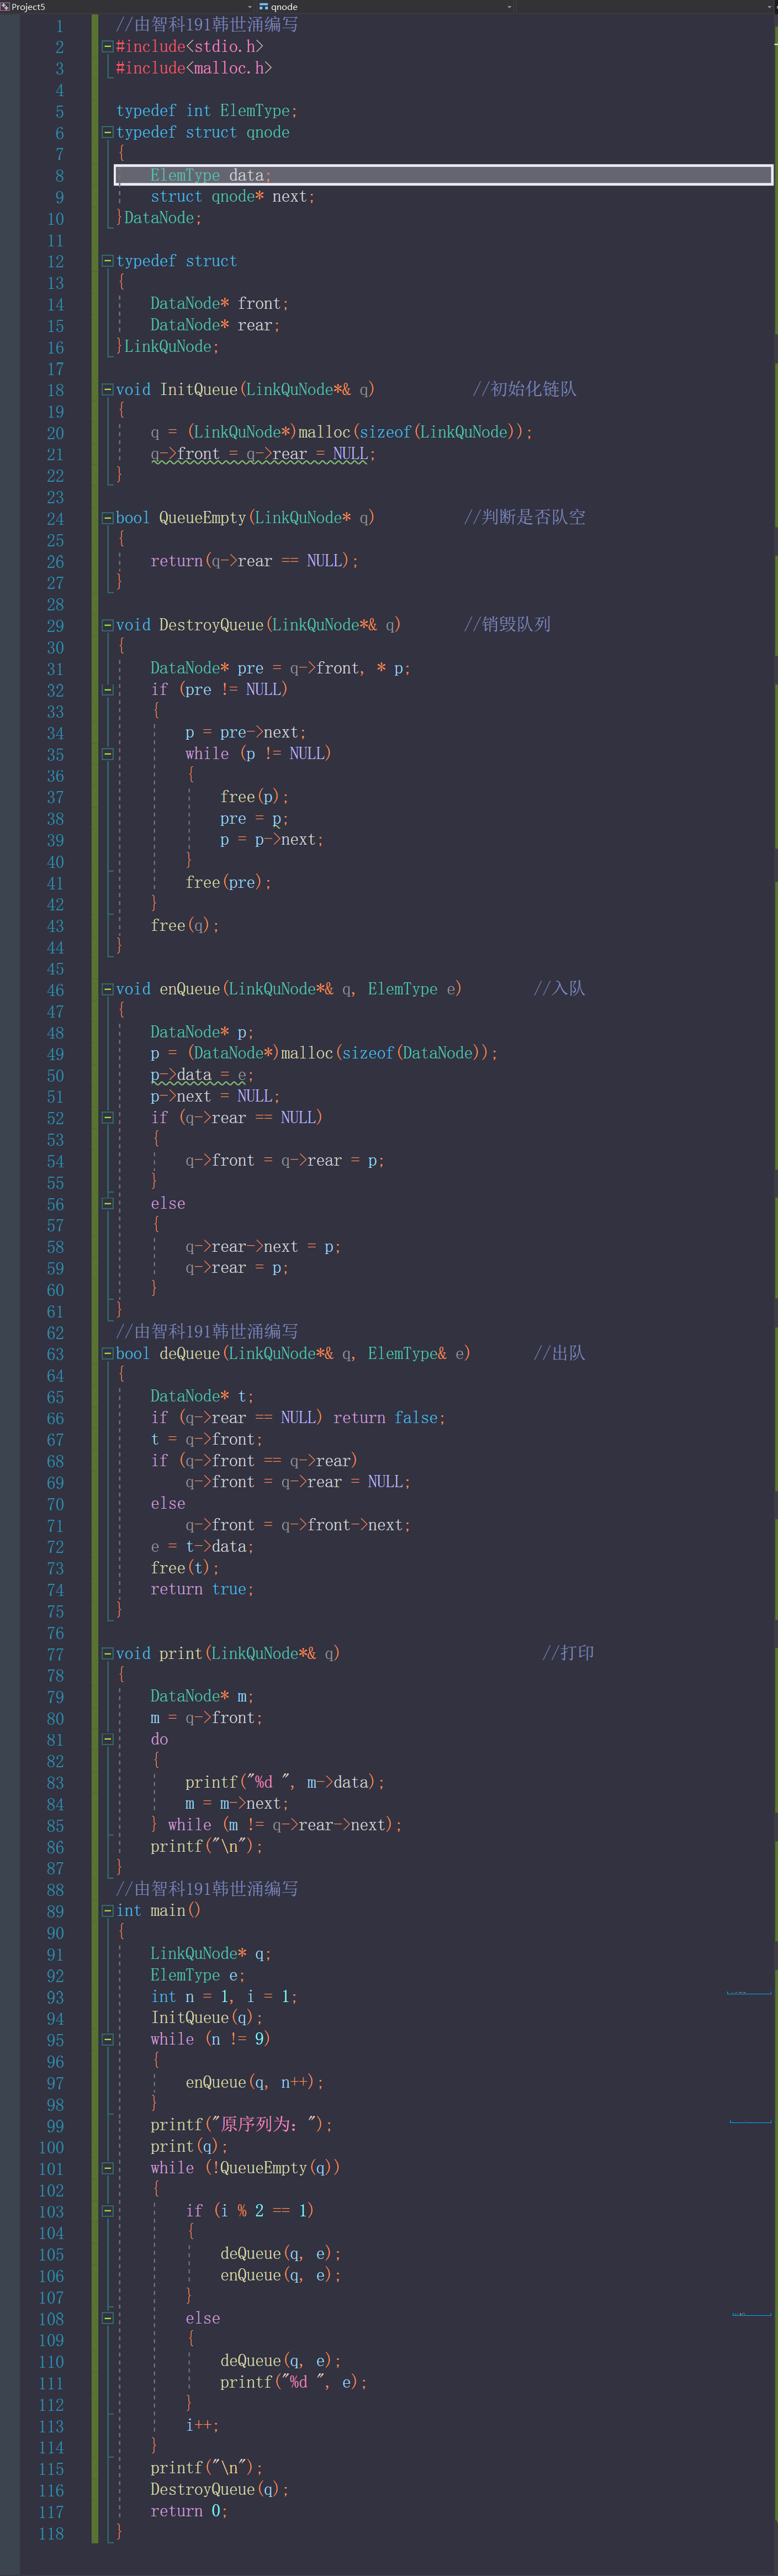 Project5 qnode
1 //由智科191韩世涌编写
2 #include<stdio.h>
3 #include<malloc.h>
4
5 typedef int ElemType;
6 typedef struct qnode
7 {
8 ElemType data;
9 struct qnode* next;
10 }DataNode;
11
12 typedef struct
13 {
14 DataNode* front;
15 DataNode* rear;
16 }LinkQuNode;
17
18 void InitQueue(LinkQuNode*& q) //初始化链队
19 {
20 q = (LinkQuNode*)malloc(sizeof(LinkQuNode));
21 q->front = q->rear = NULL;
22 }
23
24 bool QueueEmpty(LinkQuNode* q) //判断是否队空
25 {
26 return(q->rear == NULL);
27 }
28
29 void DestroyQueue(LinkQuNode*& q) //销毁队列
30 {
31 DataNode* pre = q->front, * p;
32 if (pre != NULL)
33 {
34 p = pre->next;
35 while (p != NULL)
36 {
37 free(p);
38 pre = p;
39 p = p->next;
40 }
41 free(pre);
42 }
43 free(q);
44 }
45
46 void enQueue(LinkQuNode*& q, ElemType e) //入队
47 {
48 DataNode* p;
49 p = (DataNode*)malloc(sizeof(DataNode));
50 p->data = e;
51 p->next = NULL;
52 if (q->rear == NULL)
53 {
54 q->front = q->rear = p;
55 }
56 else
57 {
58 q->rear->next = p;
59 q->rear = p;
60 }
61 }
62 //由智科191韩世涌编写
63 bool deQueue(LinkQuNode*& q, ElemType& e) //出队
64 {
65 DataNode* t;
66 if (q->rear == NULL) return false;
67 t = q->front;
68 if (q->front == q->rear)
69 q->front = q->rear = NULL;
70 else
71 q->front = q->front->next;
72 e = t->data;
73 free(t);
74 return true;
75 }
76
77 void print(LinkQuNode*& q) //打印
78 {
79 DataNode* m;
80 m = q->front;
81 do
82 {
83 printf("%d ", m->data);
84 m = m->next;
85 } while (m != q->rear->next);
86 printf("\n");
87 }
88 //由智科191韩世涌编写
89 int main()
90 {
91 LinkQuNode* q;
92 ElemType e;
93 int n = 1, i = 1;
94 InitQueue(q);
95 while (n != 9)
96 {
97 enQueue(q, n++);
98 }
99 printf("原序列为：");
100 print(q);
101 while (!QueueEmpty(q))
102 {
103 if (i % 2 == 1)
104 {
105 deQueue(q, e);
106 enQueue(q, e);
107 }
108 else
109 {
110 deQueue(q, e);
111 printf("%d ", e);
112 }
113 i++;
114 }
115 printf("\n");
116 DestroyQueue(q);
117 return 0;
118 }